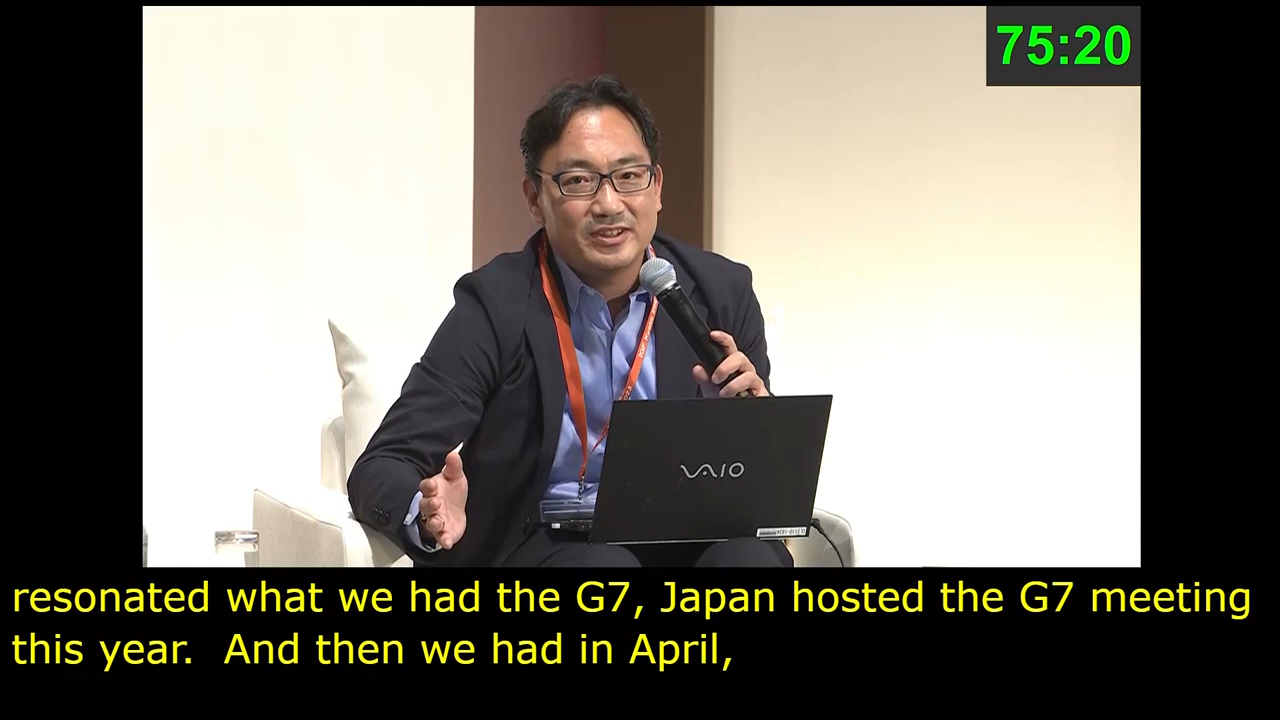 75:20
VAIO
resonated what we had the G7, Japan hosted the G7 meeting
this year.  And then we had in April,